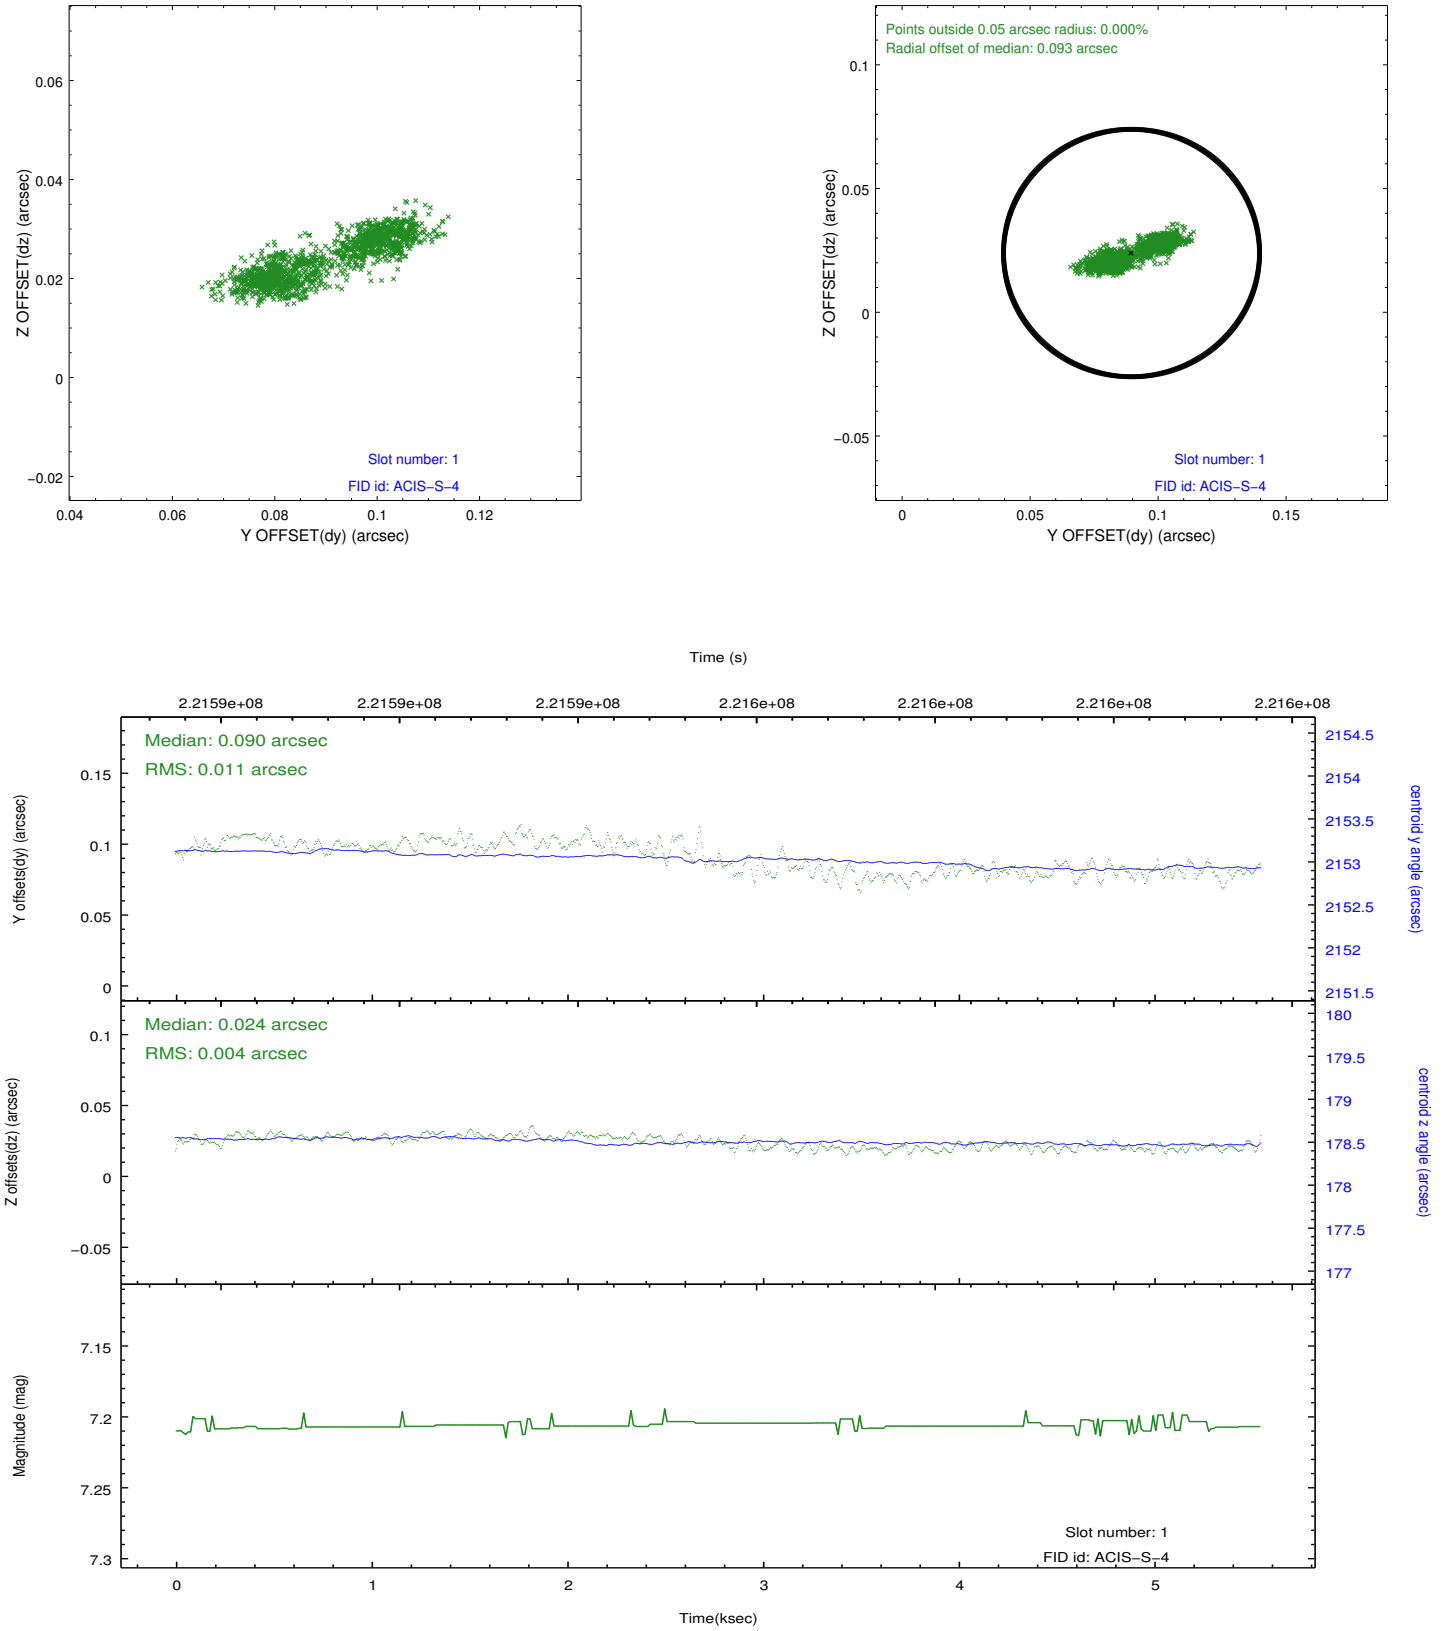 0.06
0.04
0.02
0
−0.02
0.04
0.06
0.08
0.1
0.12
Z OFFSET(dz) (arcsec)
Y OFFSET(dy) (arcsec)
Slot number: 1
FID id: ACIS−S−4
Points outside 0.05 arcsec radius: 0.000%
Radial offset of median: 0.093 arcsec
0.1
0.05
0
−0.05
0
0.05
0.1
0.15
Z OFFSET(dz) (arcsec)
Y OFFSET(dy) (arcsec)
Slot number: 1
FID id: ACIS−S−4
Time (s)
2.2159e+08
2.2159e+08
2.2159e+08
2.216e+08
2.216e+08
2.216e+08
2.216e+08
Median: 0.090 arcsec
RMS: 0.011 arcsec
0.15
0.1
0.05
0
Y offsets(dy) (arcsec)
2154.5
2154
2153.5
2153
2152.5
2152
2151.5
centroid y angle (arcsec)
Median: 0.024 arcsec
RMS: 0.004 arcsec
0.1
0.05
0
−0.05
Z offsets(dz) (arcsec)
180
179.5
179
178.5
178
177.5
177
centroid z angle (arcsec)
7.15
7.2
7.25
7.3
Magnitude (mag)
Slot number: 1
FID id: ACIS−S−4
0
1
2
3
4
5
Time(ksec)